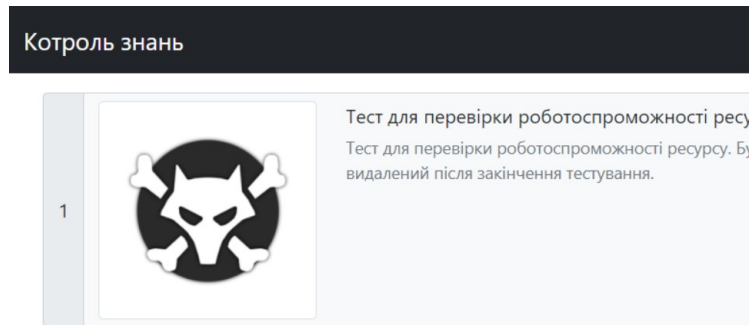 Котроль знань
Тест для перевірки роботоспроможності ресу
Тест для перевірки роботоспроможності ресурсу. Бу
видалений після закінчення тестування.
1